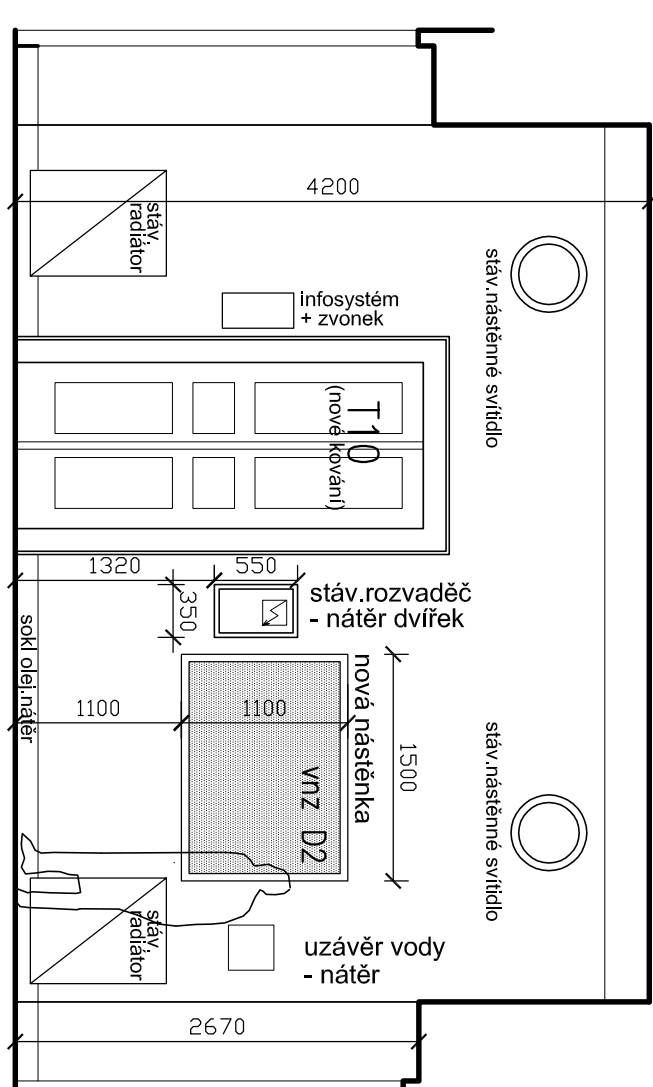 4200
stáv.
radiátor
stáv.nástěnné svítidlo
infosystém
+ zvonek
T10
(nové kování)
1320
550
350
stáv.rozvaděč
- nátěr dvířek
sokl olej.nátěr
1100
1100
nová nástěnka
vnz D2
1500
stáv.nástěnné svítidlo
stáv.
radiátor
uzávěr vody
- nátěr
2670